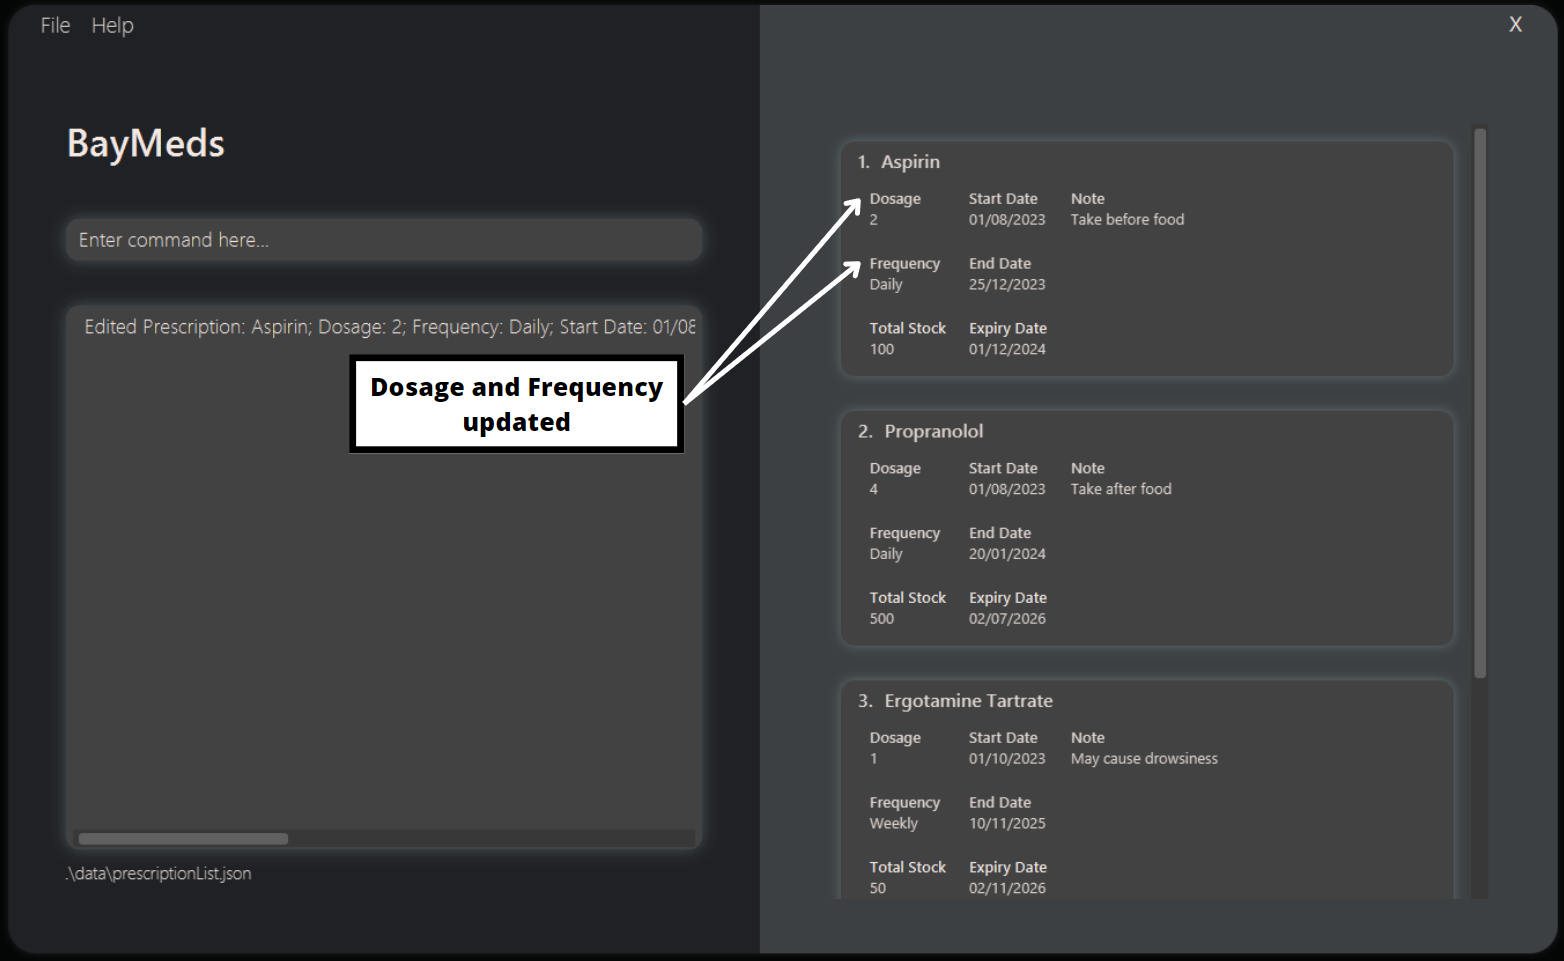 File Help
X
BayMeds
Enter command here...
Edited Prescription: Aspirin; Dosage: 2; Frequency: Daily; Start Date: 01/08
Dosage and Frequency
updated
.\data\prescriptionList.json
1. Aspirin
Dosage Start Date Note
2 01/08/2023 Take before food
Frequency End Date
Daily 25/12/2023
Total Stock Expiry Date
100 01/12/2024
2. Propranolol
Dosage Start Date Note
4 01/08/2023 Take after food
Frequency End Date
Daily 20/01/2024
Total Stock Expiry Date
500 02/07/2026
3. Ergotamine Tartrate
Dosage Start Date Note
1 01/10/2023 May cause drowsiness
Frequency End Date
Weekly 10/11/2025
Total Stock Expiry Date
50 02/11/2026